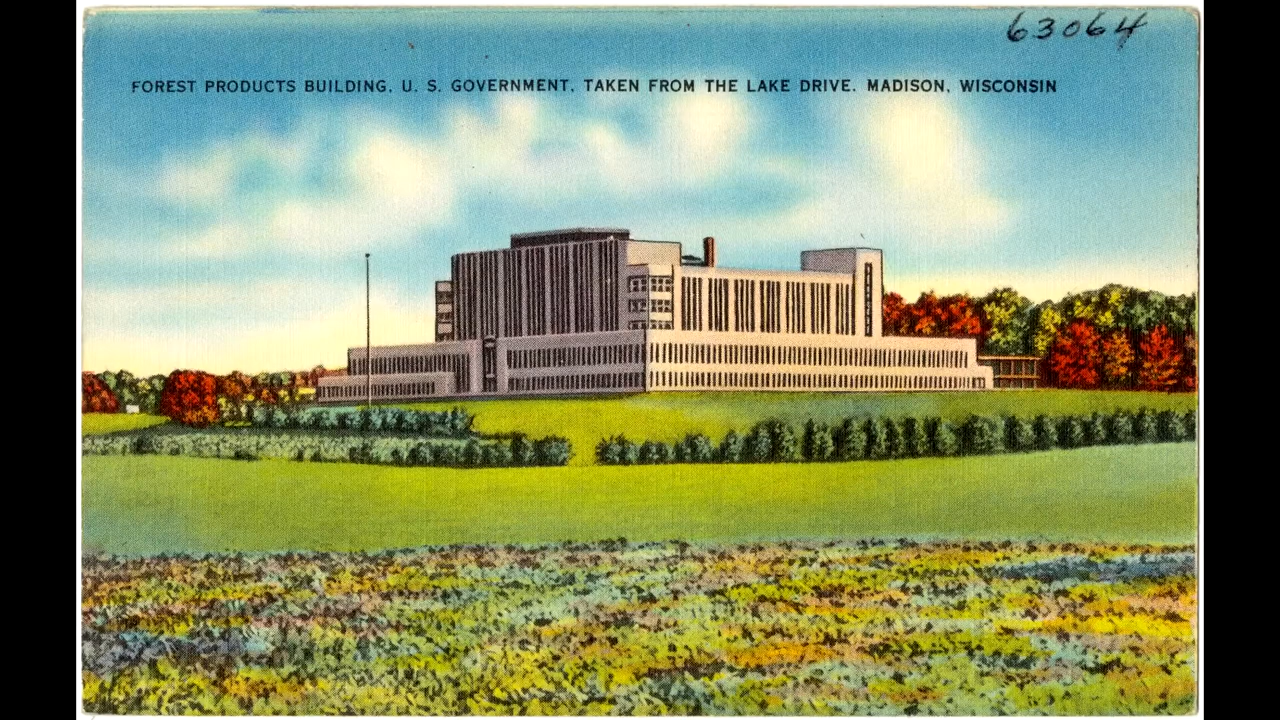 63064
FOREST PRODUCTS BUILDING, U. S. GOVERNMENT, TAKEN FROM THE LAKE DRIVE, MADISON, WISCONSIN